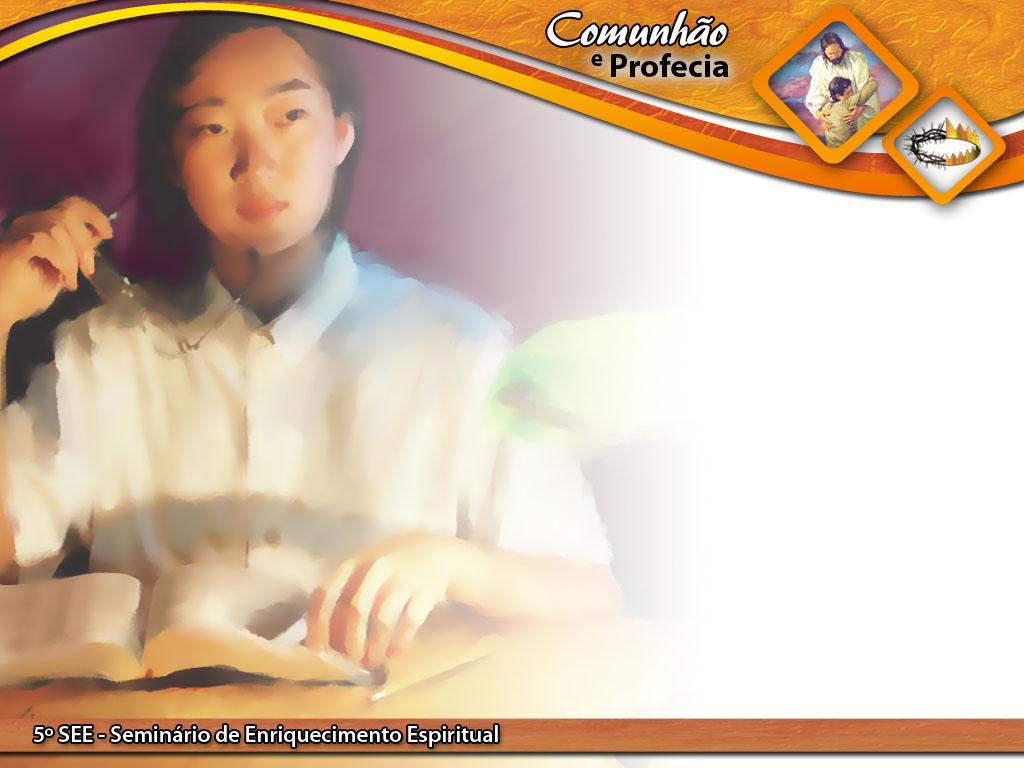 Comunhão
e Profecia
5º SEE - Seminário de Enriquecimento Espiritual